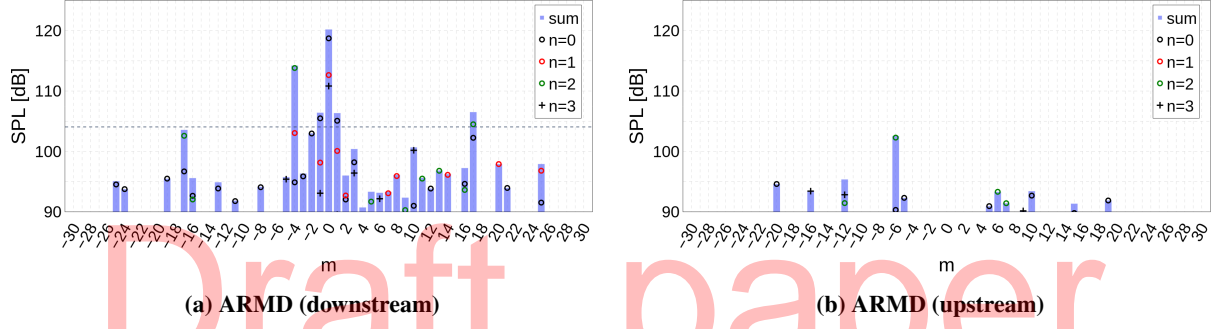 SPL [dB]
120
110
100
90
sum
n=0
n=1
n=2
n=3
−30 −28 −26 −24 −22 −20 −18 −16 −14 −12 −10 −8 −6 −4 −2 0 2 4 6 8 10 12 14 16 18 20 22 24 26 28 30
m
(a) ARMD (downstream)
SPL [dB]
120
110
100
90
sum
n=0
n=1
n=2
n=3
−30 −28 −26 −24 −22 −20 −18 −16 −14 −12 −10 −8 −6 −4 −2 0 2 4 6 8 10 12 14 16 18 20 22 24 26 28 30
m
(b) ARMD (upstream)
Draft paper